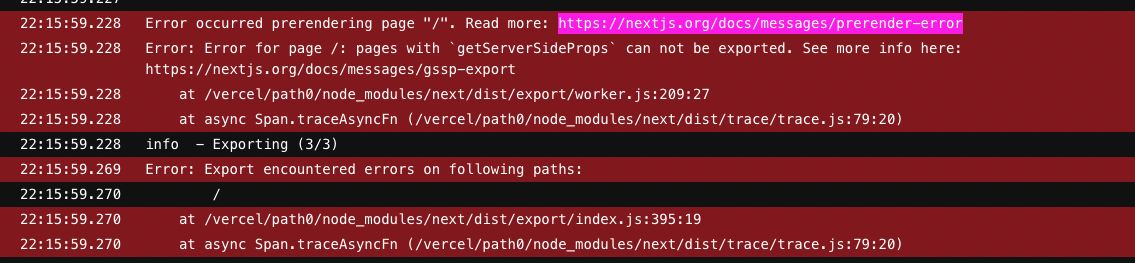 22:15:59.228 Error occurred prerendering page "/". Read more: https://nextjs.org/docs/messages/prerender-error
22:15:59.228 Error: Error for page /: pages with `getServerSideProps` can not be exported. See more info here:
https://nextjs.org/docs/messages/gssp-export
22:15:59.228 at /vercel/path0/node_modules/next/dist/export/worker.js:209:27
22:15:59.228 at async Span.traceAsyncFn (/vercel/path0/node_modules/next/dist/trace/trace.js:79:20)
22:15:59.228 info - Exporting (3/3)
22:15:59.269 Error: Export encountered errors on following paths:
22:15:59.270 /
22:15:59.270 at /vercel/path0/node_modules/next/dist/export/index.js:395:19
22:15:59.270 at async Span.traceAsyncFn (/vercel/path0/node_modules/next/dist/trace/trace.js:79:20)